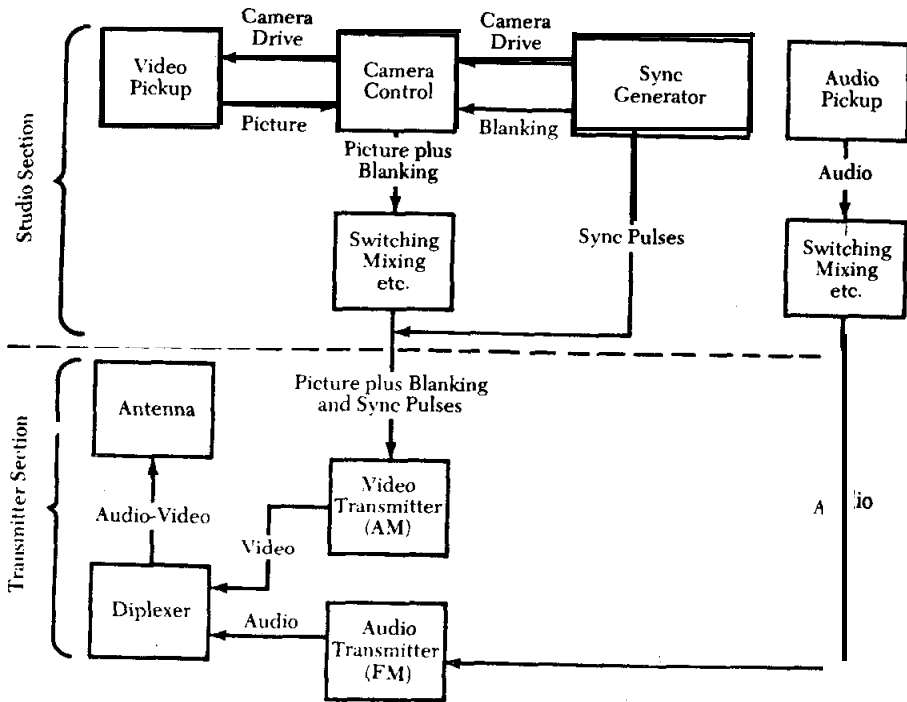 Camera
Drive
Camera
Drive
Video
Pickup
Camera
Control
Sync
Generator
Audio
Pickup
Picture
Blanking
Picture plus
Blanking
Audio
Studio Section
Switching
Mixing
etc.
Sync Pulses
Switching
Mixing
etc.
Picture plus Blanking
and Sync Pulses
Transmitter Section
Antenna
Video
Transmitter
(AM)
Audio-Video
Video
Diplexer
Audio
Audio
Transmitter
(FM)